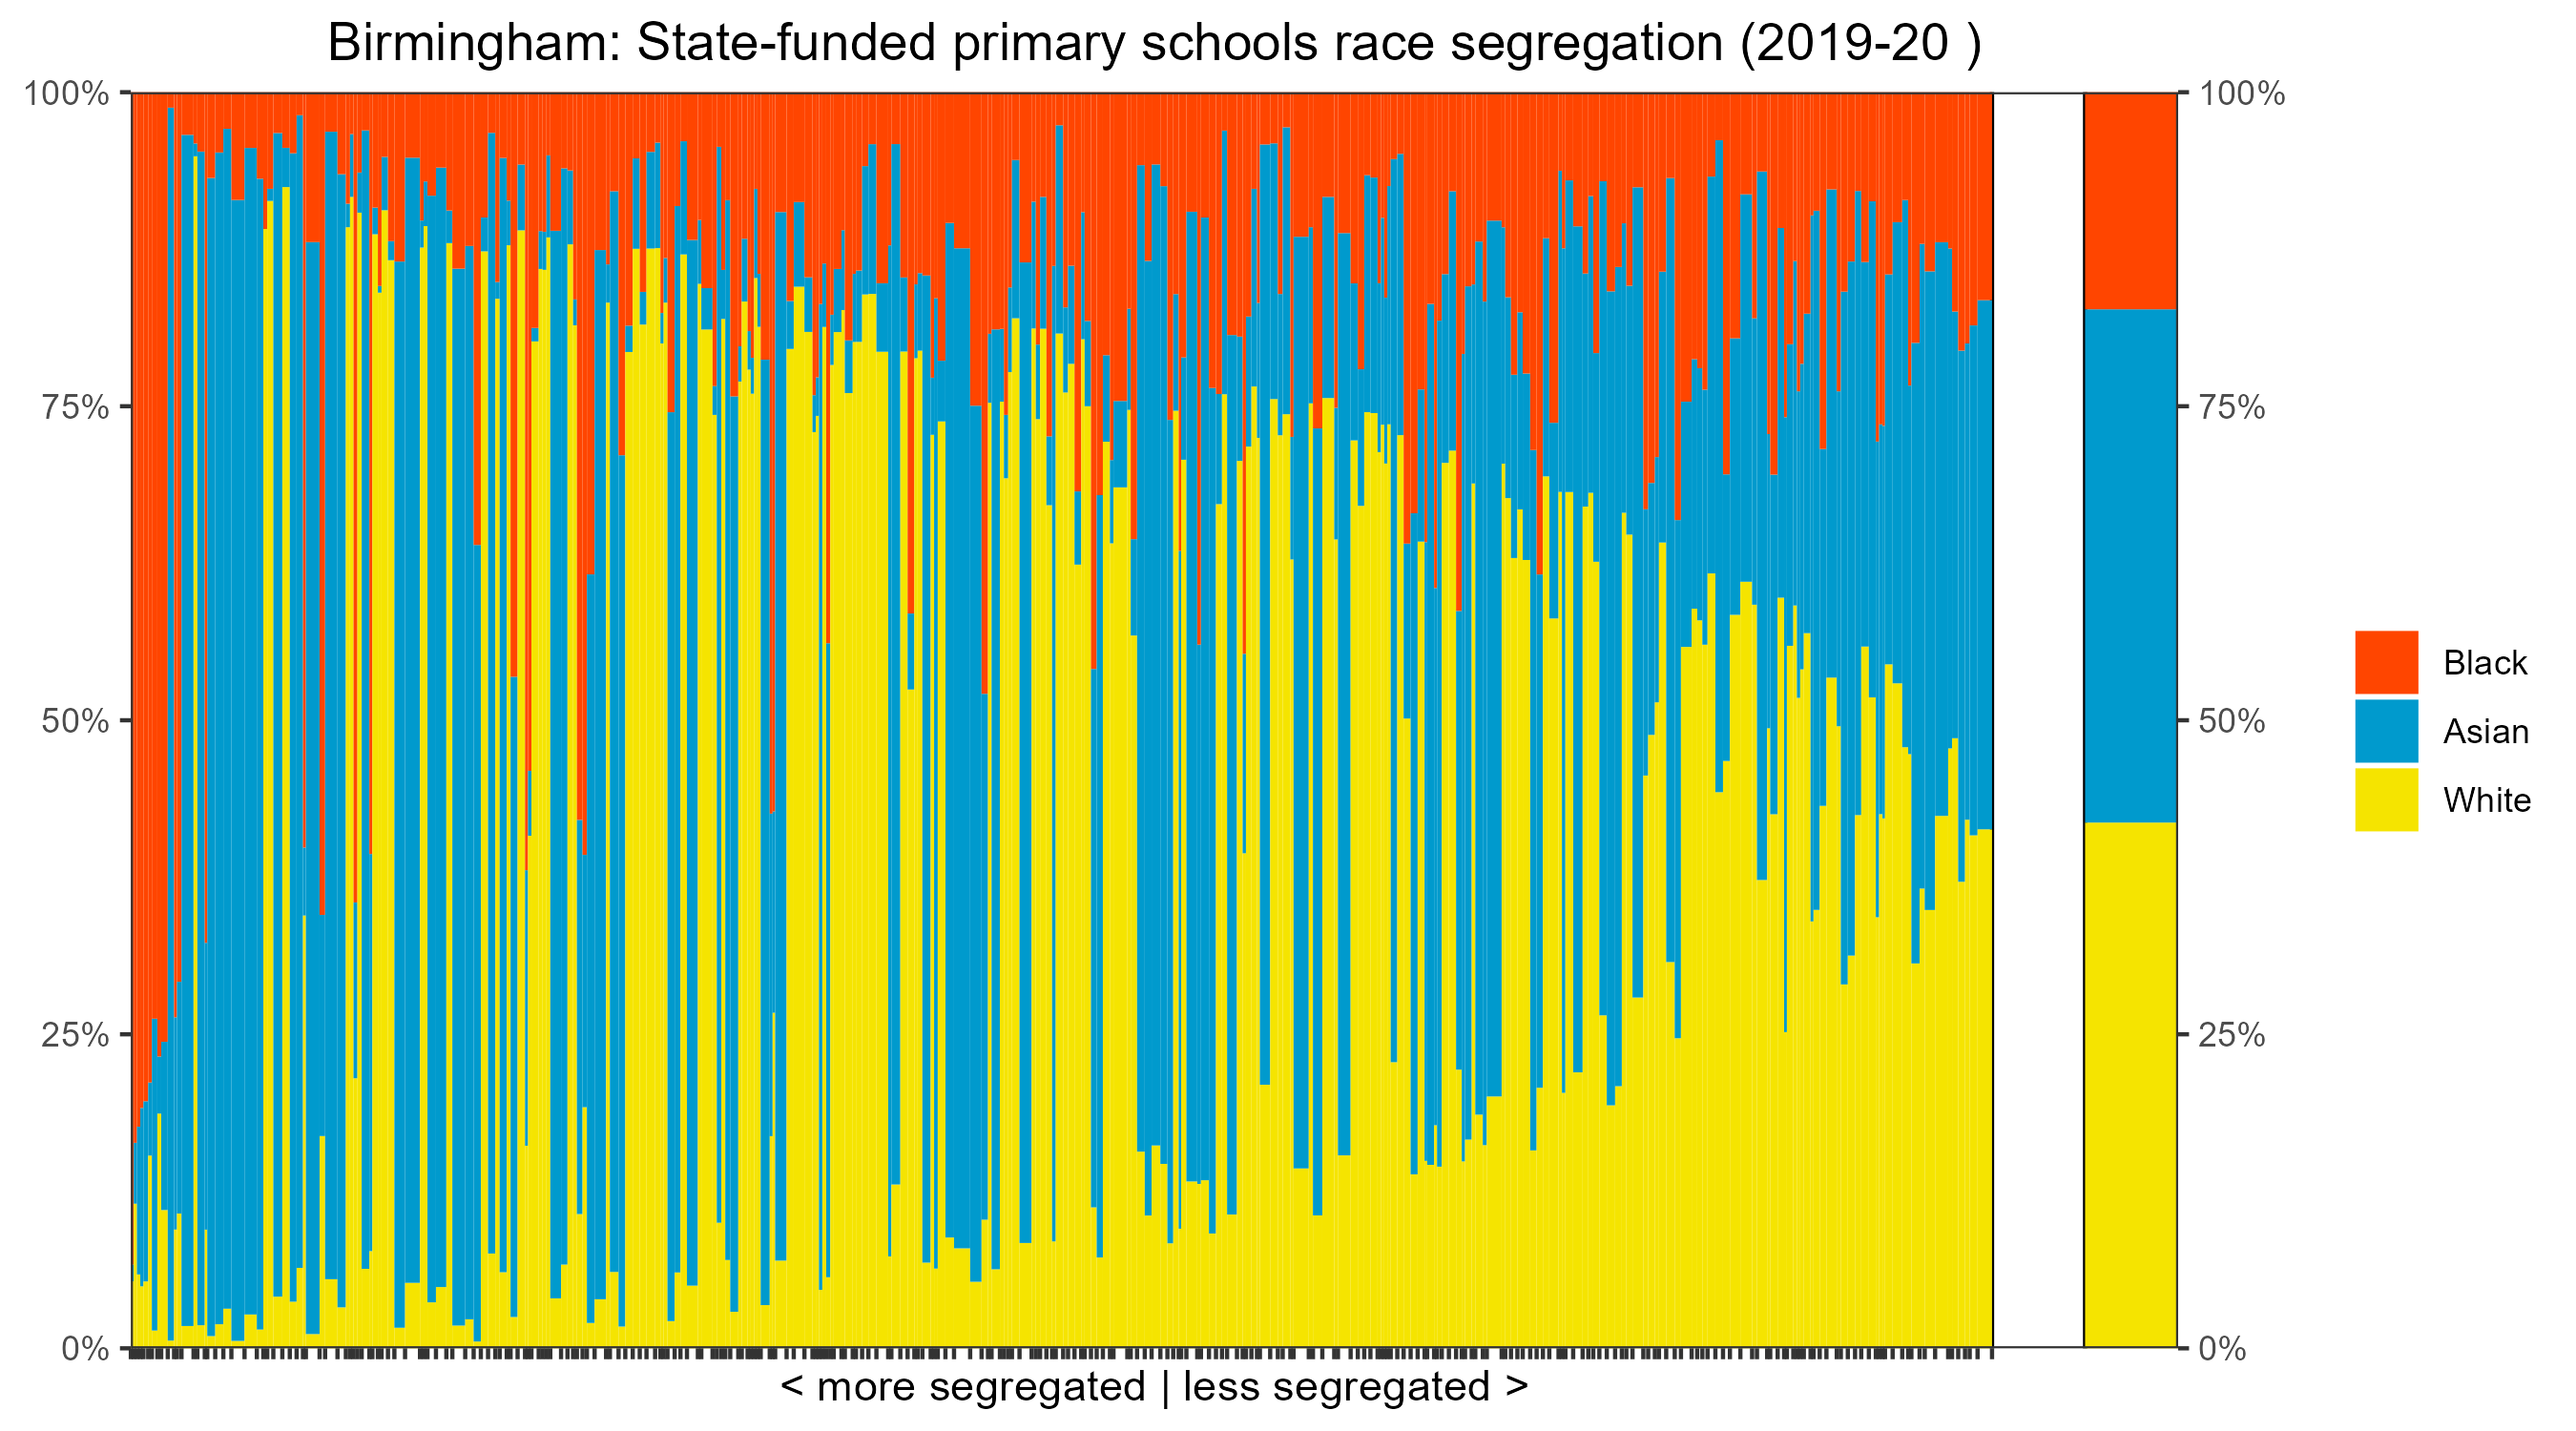 Birmingham: State-funded primary schools race segregation (2019-20 )
100%
75%
50%
25%
0%
100%
75%
50%
25%
0%
Black
Asian
White
< more segregated | less segregated >